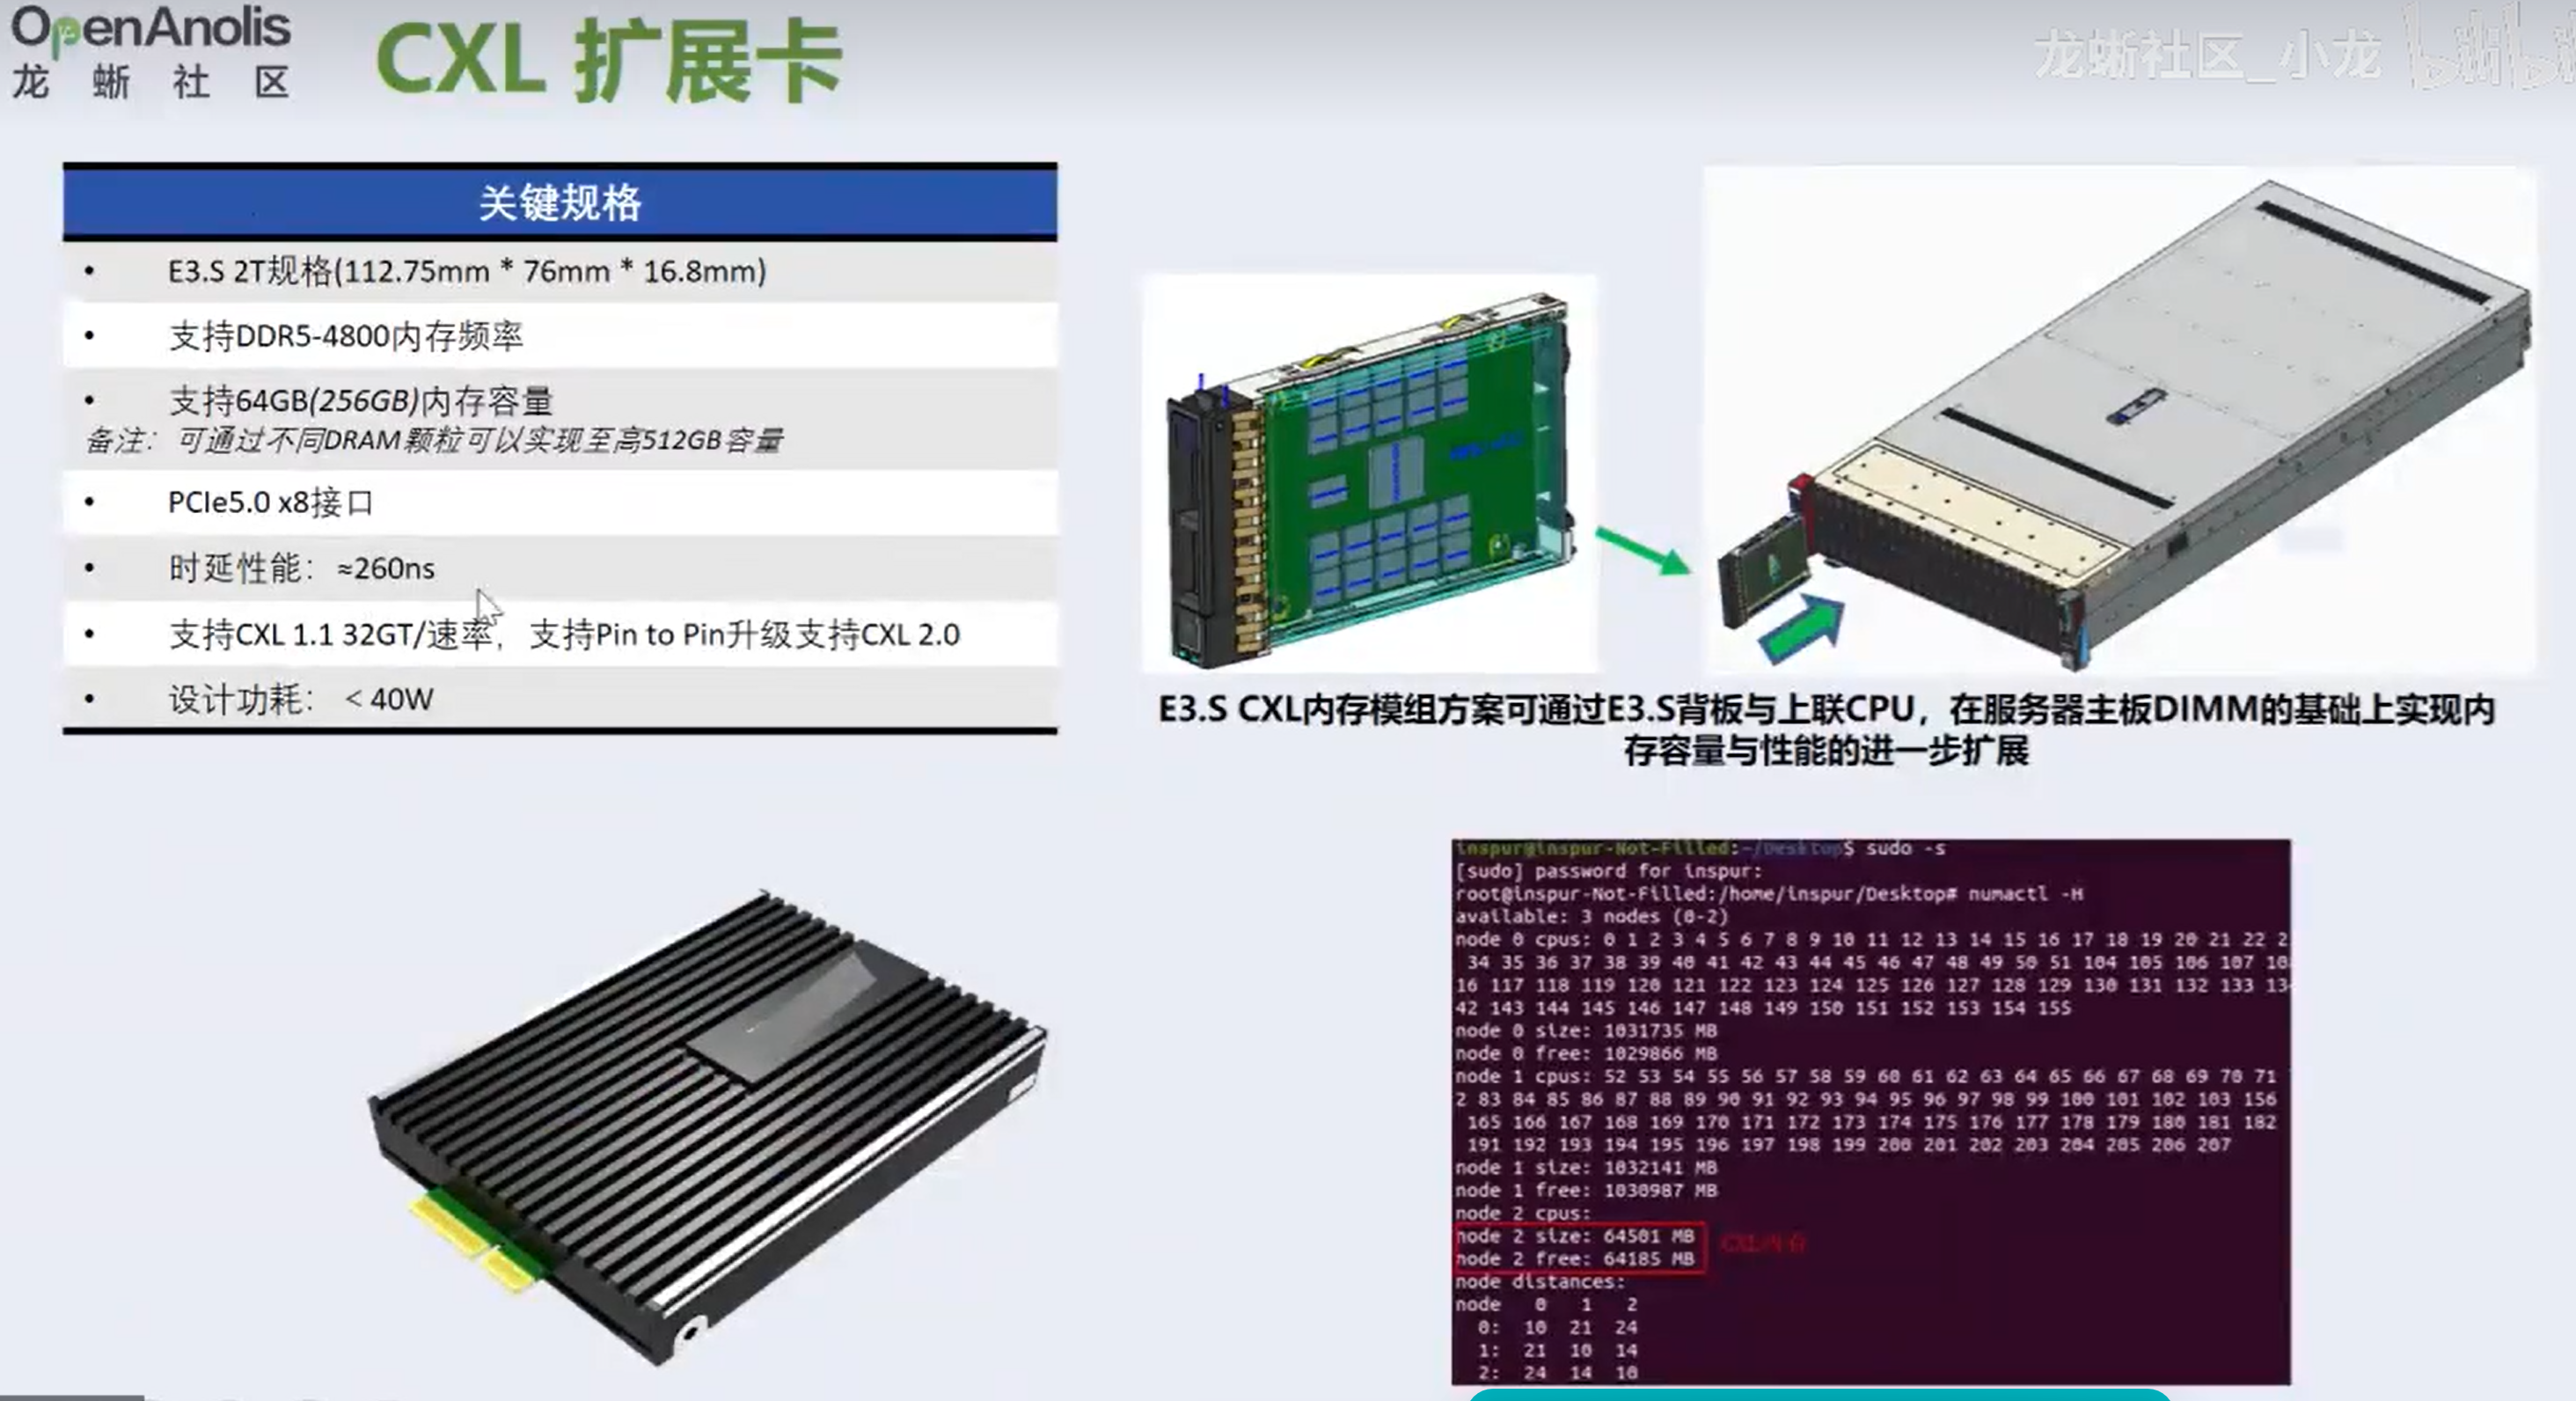 OpenAnolis
龙蜥社区
CXL 扩展卡
龙蜥社区_小龙
关键规格
• E3.S 2T规格(112.75mm * 76mm * 16.8mm)
• 支持DDR5-4800内存频率
• 支持64GB(256GB)内存容量
备注：可通过不同DRAM颗粒可以实现至高512GB容量
• PCIe5.0 x8接口
• 时延性能：≈260ns
• 支持CXL 1.1 32GT/速率，支持Pin to Pin升级支持CXL 2.0
• 设计功耗：＜40W
E3.S CXL内存模组方案可通过E3.S背板与上联CPU，在服务器主板DIMM的基础上实现内
存容量与性能的进一步扩展
inspur@inspur-Not-Filled:~/Desktop$ sudo -s
[sudo] password for inspur:
root@inspur-Not-Filled:/home/inspur/Desktop# numactl -H
available: 3 nodes (0-2)
node 0 cpus: 0 1 2 3 4 5 6 7 8 9 10 11 12 13 14 15 16 17 18 19 20 21 22 2
34 35 36 37 38 39 40 41 42 43 44 45 46 47 48 49 50 51 104 105 106 107 10
16 117 118 119 120 121 122 123 124 125 126 127 128 129 130 131 132 133 13
42 143 144 145 146 147 148 149 150 151 152 153 154 155
node 0 size: 1031735 MB
node 0 free: 1029866 MB
node 1 cpus: 52 53 54 55 56 57 58 59 60 61 62 63 64 65 66 67 68 69 70 71
2 83 84 85 86 87 88 89 90 91 92 93 94 95 96 97 98 99 100 101 102 103 156
165 166 167 168 169 170 171 172 173 174 175 176 177 178 179 180 181 182
191 192 193 194 195 196 197 198 199 200 201 202 203 204 205 206 207
node 1 size: 1032141 MB
node 1 free: 1030987 MB
node 2 cpus:
node 2 size: 64501 MB
node 2 free: 64185 MB
CXL内存
node distances:
node 0 1 2
0: 10 21 24
1: 21 10 14
2: 24 14 10